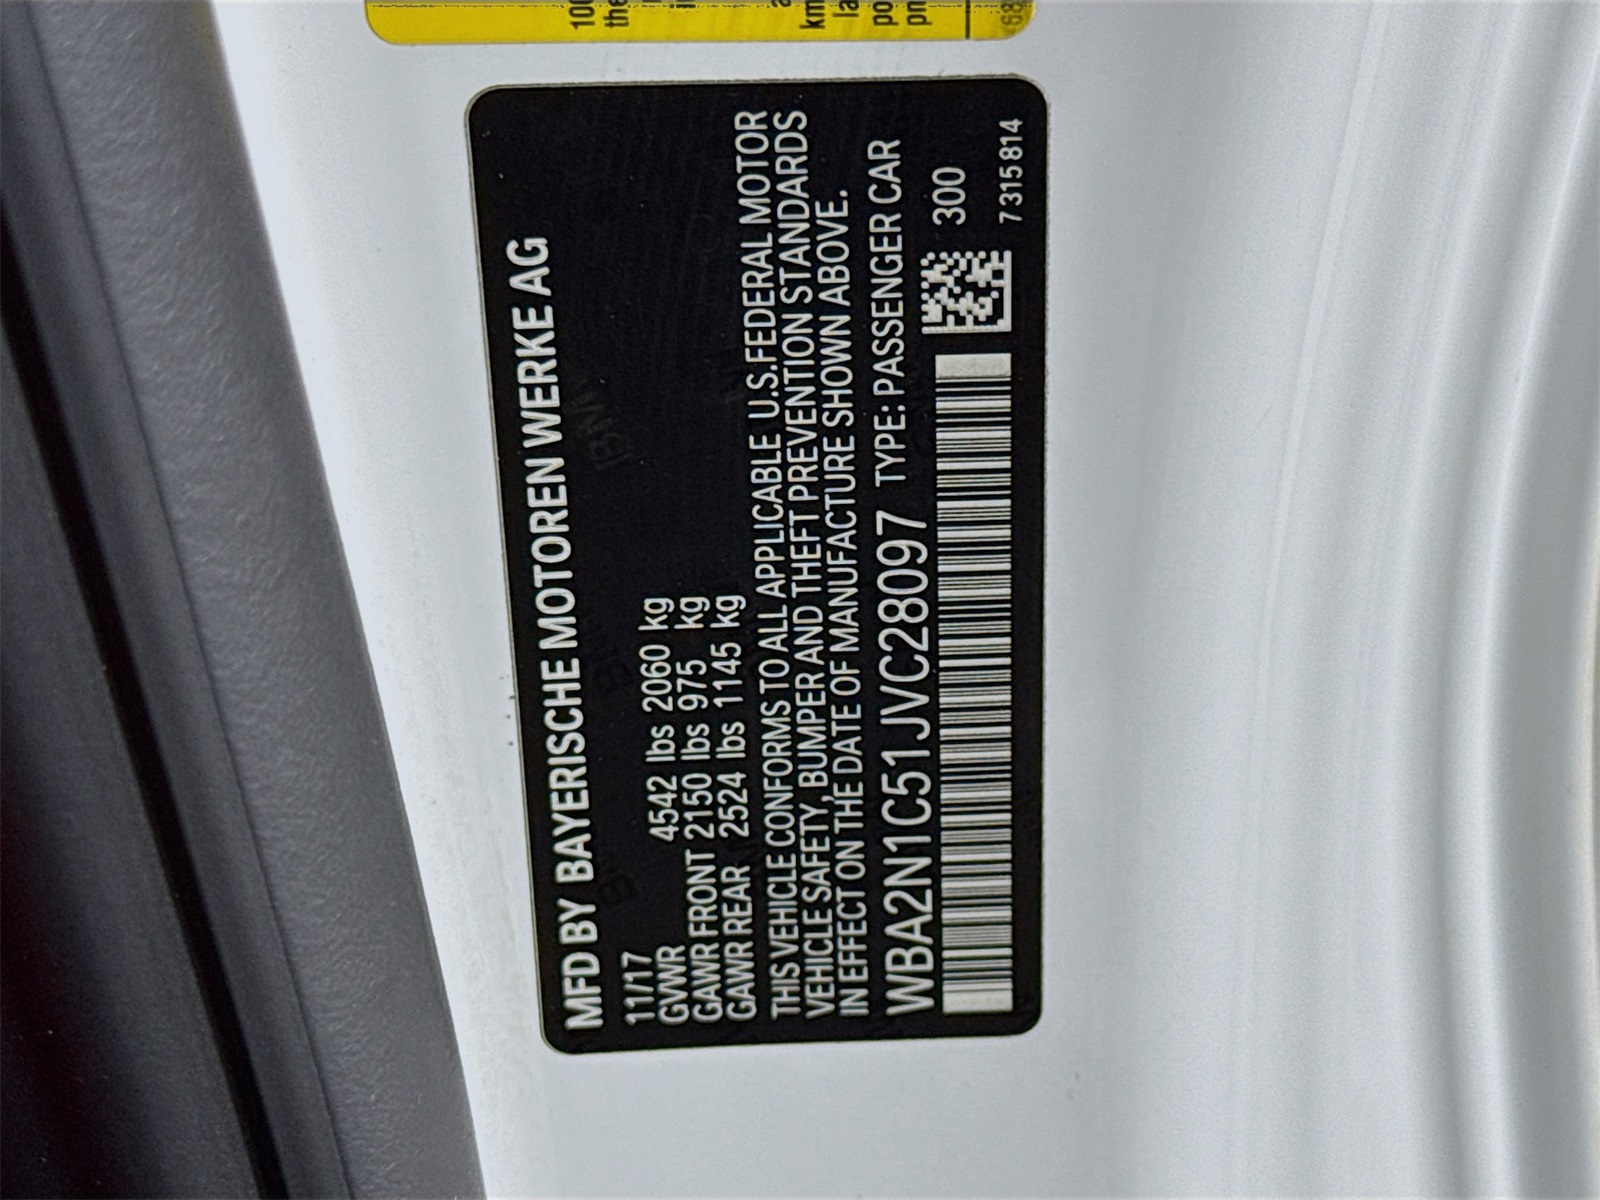 MFD BY BAYERISCHE MOTOREN WERKE AG
11/17
GVWR 4542 lbs 2060 kg
GAWR FRONT 2150 lbs 975 kg
GAWR REAR 2524 lbs 1145 kg
THIS VEHICLE CONFORMS TO ALL APPLICABLE U.S. FEDERAL MOTOR
VEHICLE SAFETY, BUMPER AND THEFT PREVENTION STANDARDS
IN EFFECT ON THE DATE OF MANUFACTURE SHOWN ABOVE.
WBA2N1C51JVC28097 TYPE: PASSENGER CAR
300
7315814